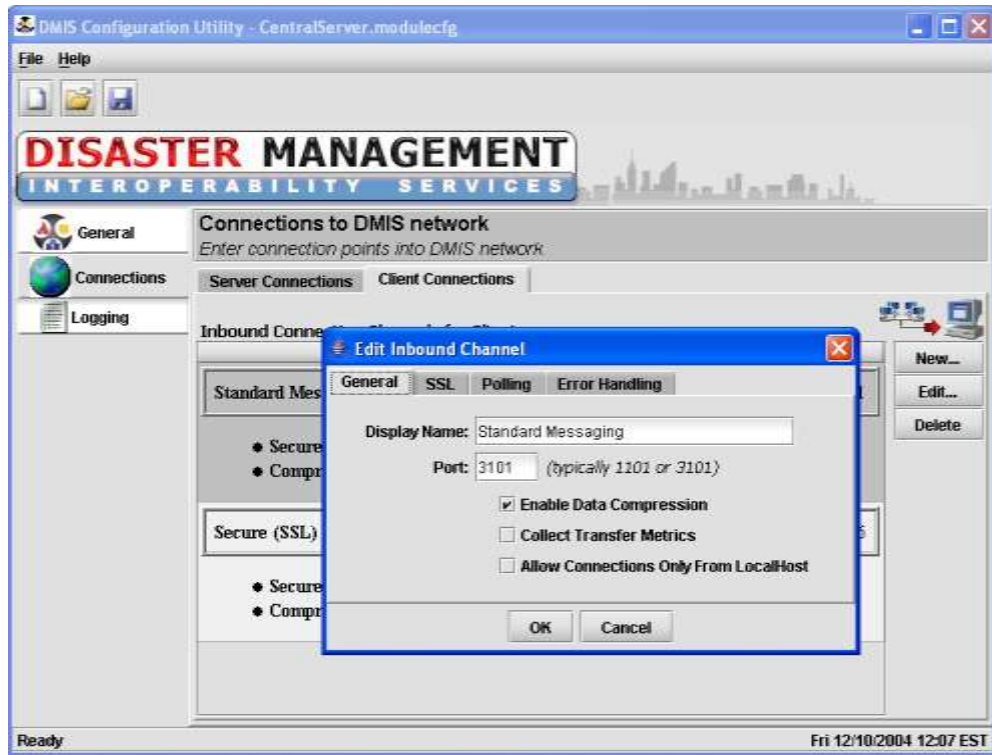 DMIS Configuration Utility - CentralServer.modulecfg
File Help
DISASTER MANAGEMENT
INTEROPERABILITY SERVICES
General
Connections
Logging
Connections to DMIS network
Enter connection points into DMIS network
Server Connections Client Connections
Inbound Conne
New...
Edit...
Delete
Standard Mes
Secure
Compr
Secure (SSL)
Secure
Compr
Edit Inbound Channel
General SSL Polling Error Handling
Display Name: Standard Messaging
Port: 3101 (typically 1101 or 3101)
Enable Data Compression
Collect Transfer Metrics
Allow Connections Only From LocalHost
OK Cancel
Ready Fri 12/10/2004 12:07 EST